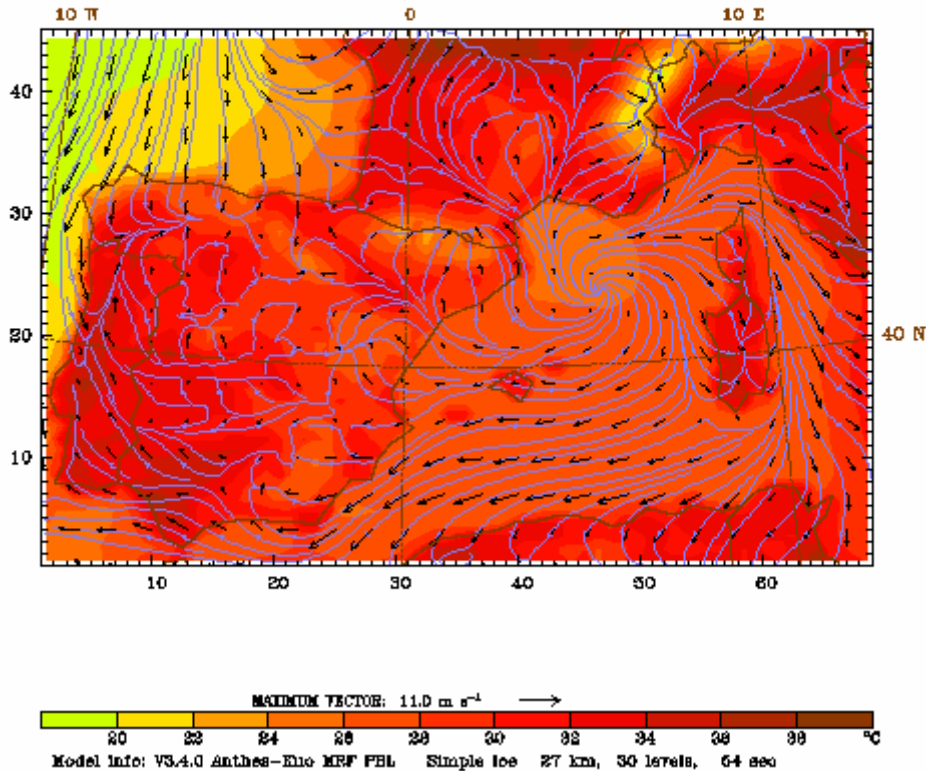 10 W 0 10 E
40
30
20 40 N
10
10 20 30 40 50 60
MAXIMUM VECTOR: 11.0 m s⁻¹
20 22 24 26 28 30 32 34 36 38 °C
Model Info: V3.4.0 Anthes-Kuo MRF PBL Simple Ice 27 km, 30 levels, 64 sec